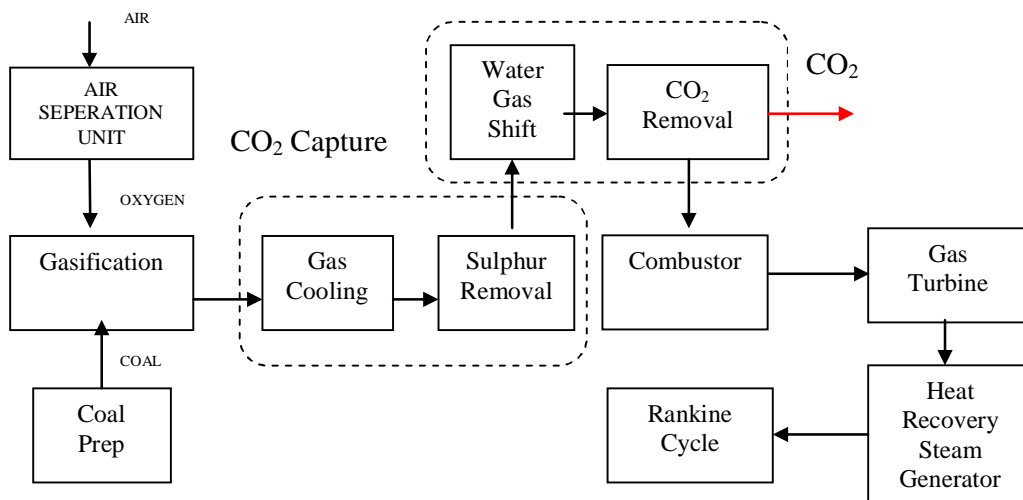 AIR
AIR
SEPERATION
UNIT
OXYGEN
Gasification
COAL
Coal
Prep
CO₂ Capture
Gas
Cooling
Sulphur
Removal
Water
Gas
Shift
CO₂
Removal
CO₂
Combustor
Gas
Turbine
Heat
Recovery
Steam
Generator
Rankine
Cycle